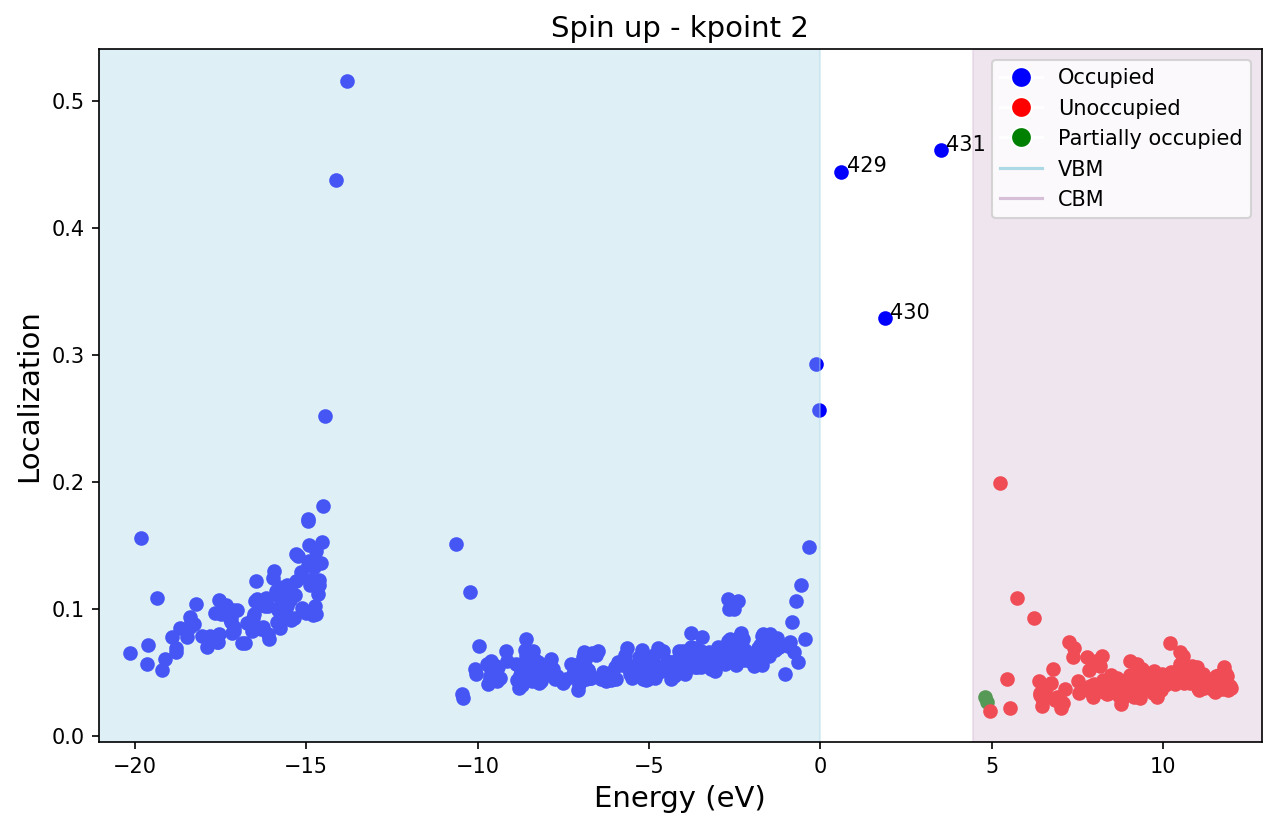 Spin up - kpoint 2
Localization
0.5
0.4
0.3
0.2
0.1
0.0
429
430
431
Occupied
Unoccupied
Partially occupied
VBM
CBM
−20 −15 −10 −5 0 5 10
Energy (eV)